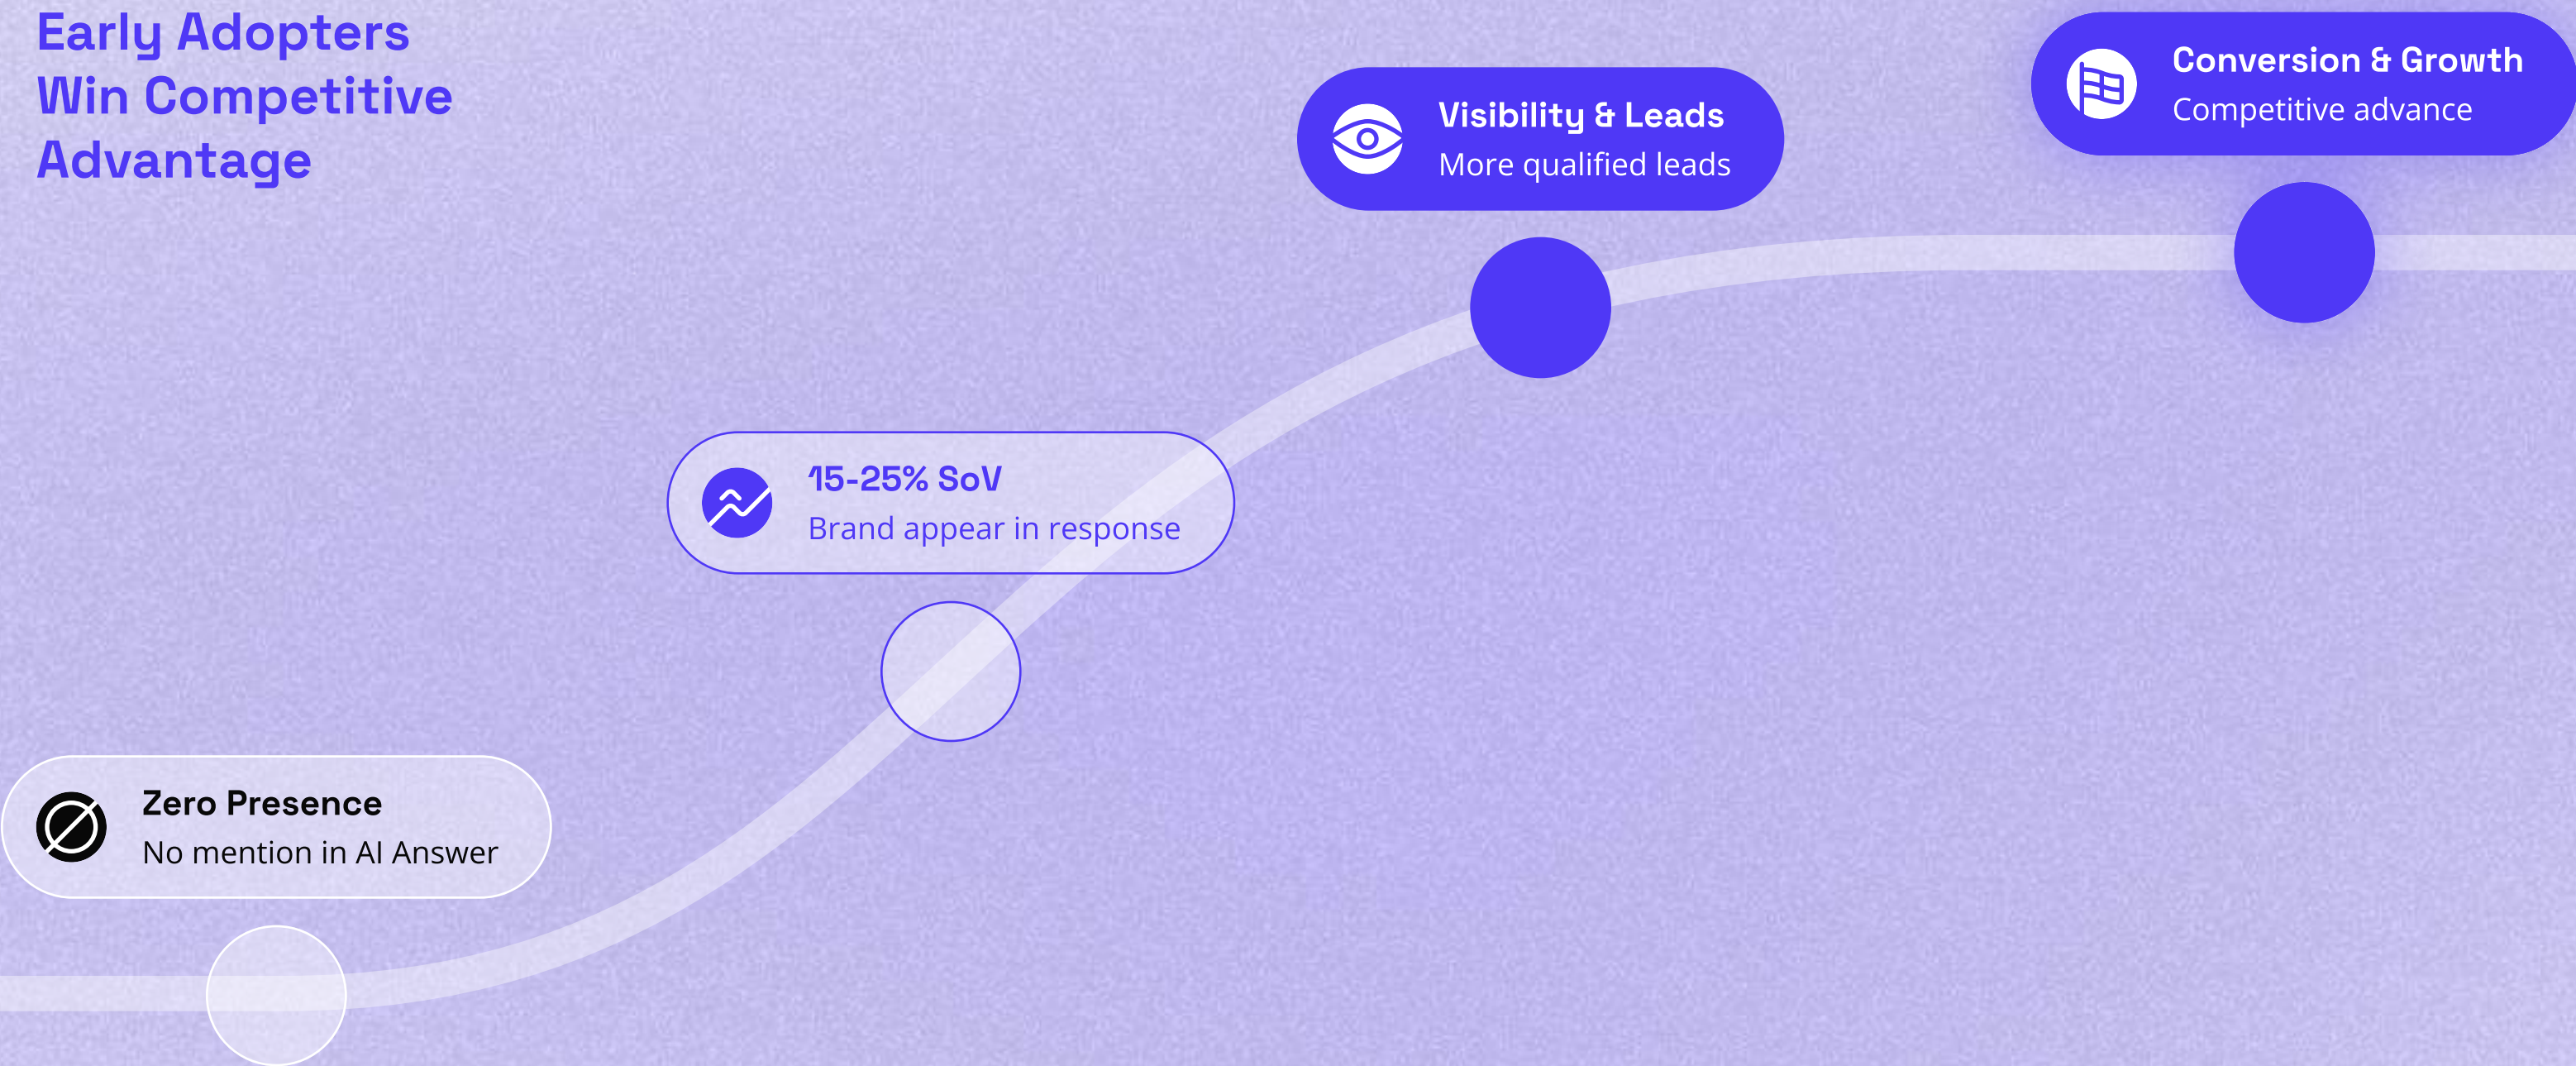 Early Adopters
Win Competitive
Advantage
Conversion & Growth
Competitive advance
Visibility & Leads
More qualified leads
15-25% SoV
Brand appear in response
Zero Presence
No mention in AI Answer